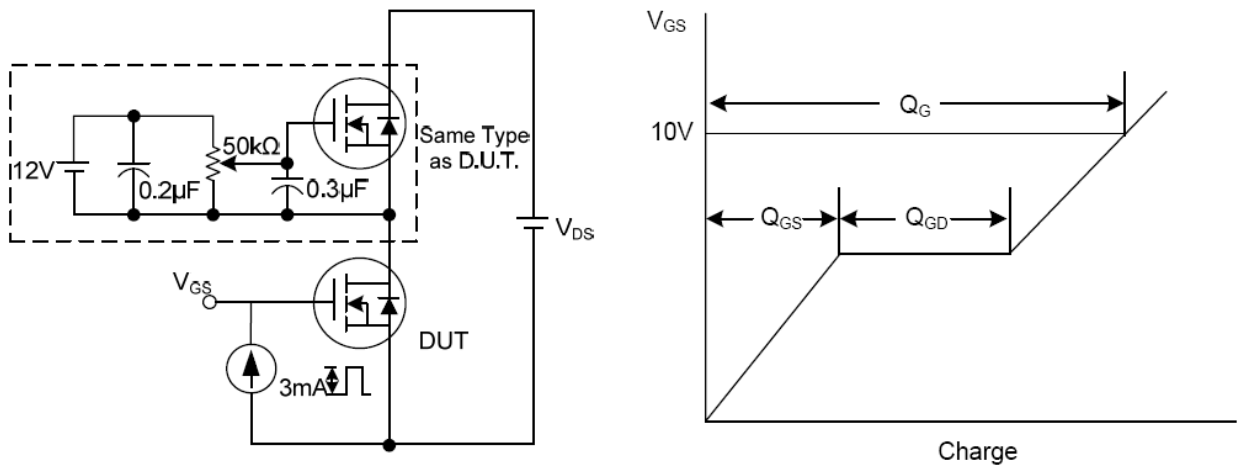 12V
0.2µF
50kΩ
0.3µF
Same Type
as D.U.T.
V_DS
V_GS
DUT
3mA
V_GS
10V
Q_G
Q_GS
Q_GD
Charge